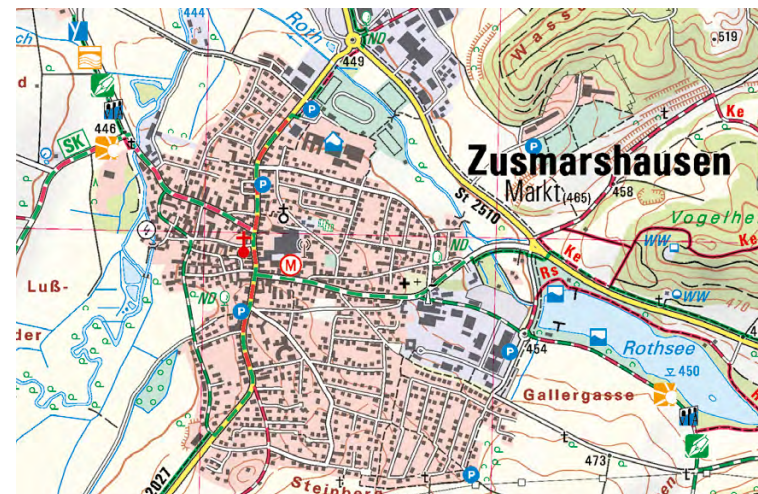 444
Roth
ND
449
519
Wass
d
446
SK
Ke
Zusmarshausen
Markt (465)
458
St 2510
Vogelhe
P
P
P
P
P
P
M
ND
Ke
WW
Ke
Luß-
ND
Rs
WW
470
der
454
Rothsee
450
Gallergasse
2027
473
Steinberg
en